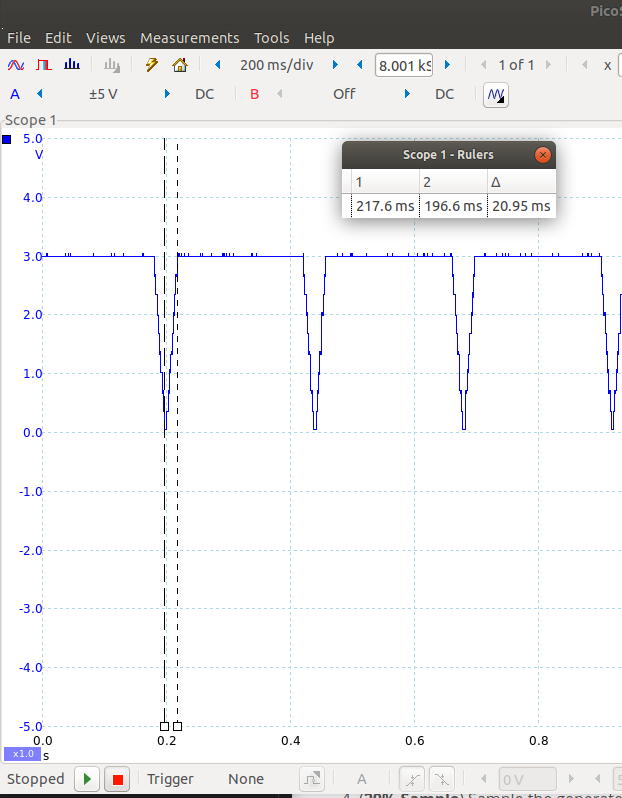 PicoS
File Edit Views Measurements Tools Help
200 ms/div 8.001 kS 1 of 1 x
A ±5 V DC B Off DC
Scope 1
5.0
V
Scope 1 - Rulers
1 2 Δ
217.6 ms 196.6 ms 20.95 ms
4.0
3.0
2.0
1.0
0.0
-1.0
-2.0
-3.0
-4.0
-5.0
0.0 0.2 0.4 0.6 0.8
x1.0 s
Stopped Trigger None A 0 V